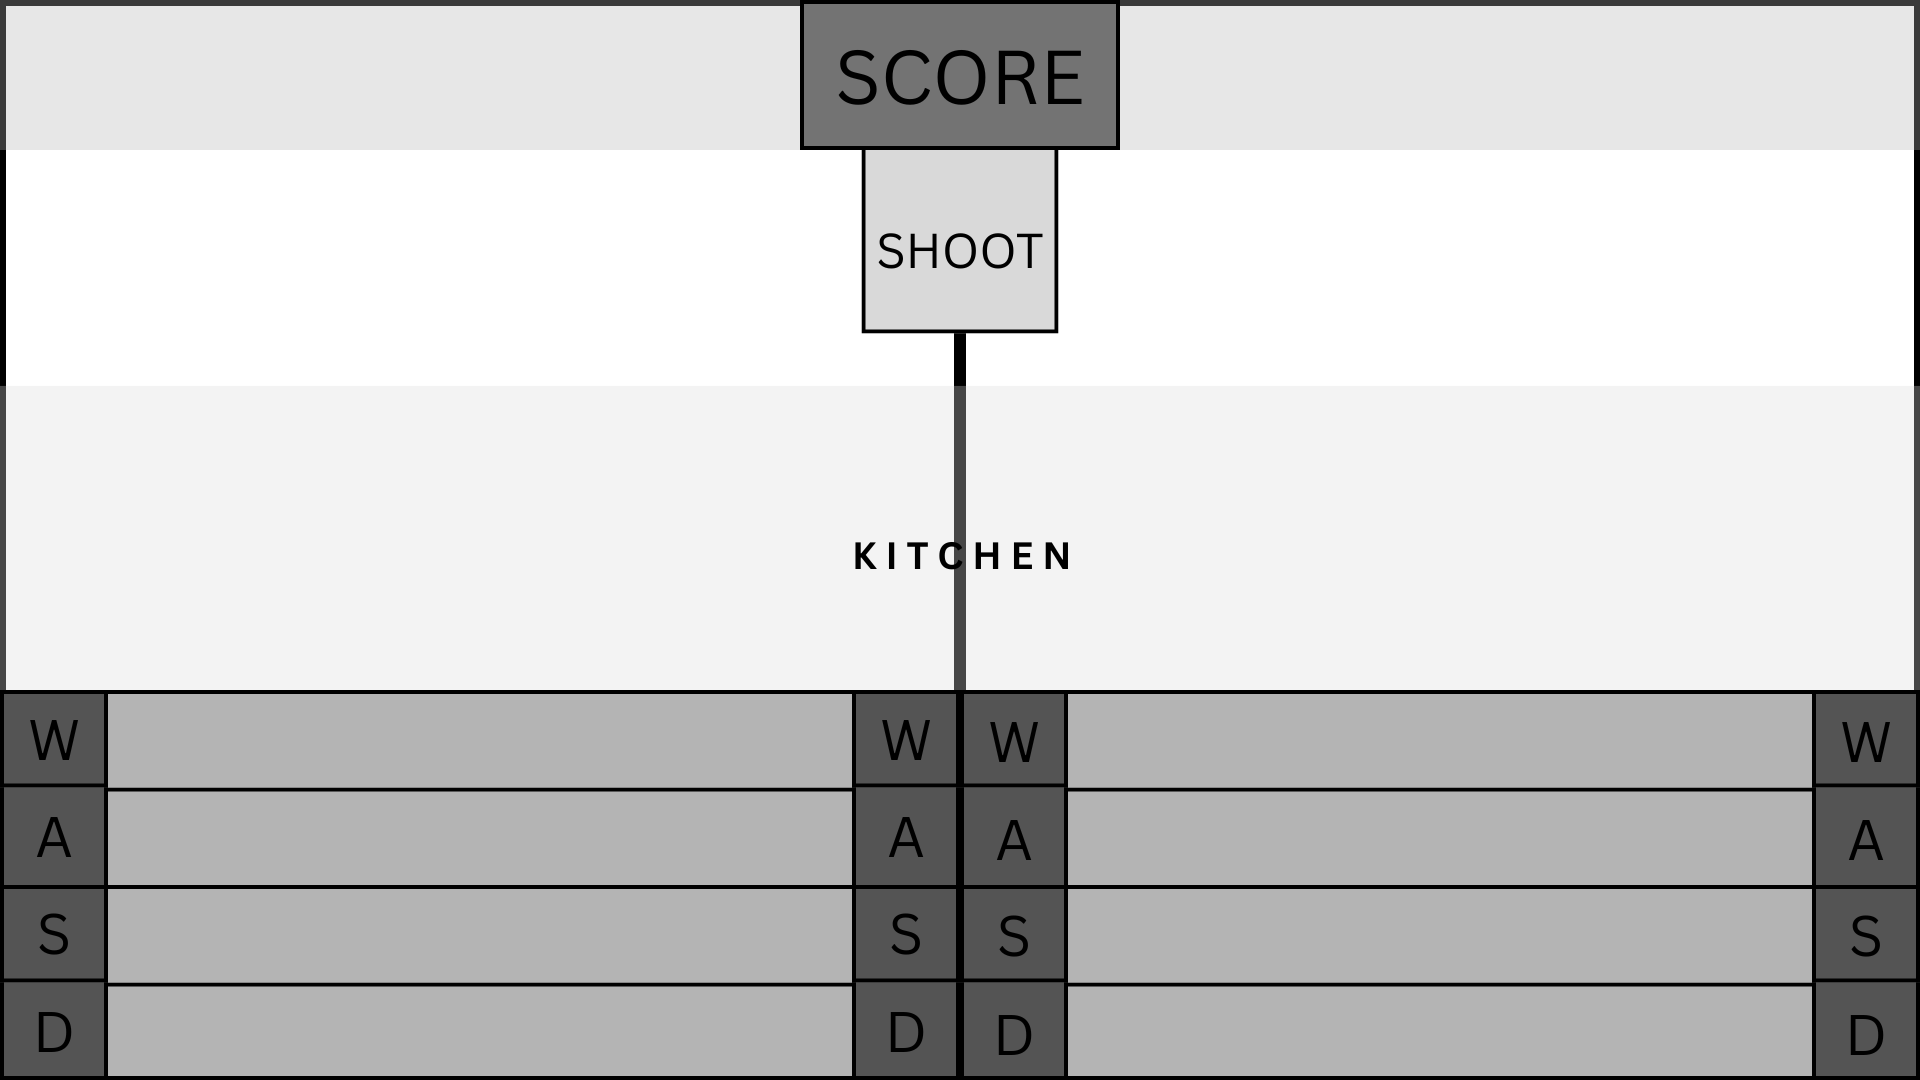 SCORE
SHOOT
KITCHEN
W W W W
A A A A
S S S S
D D D D